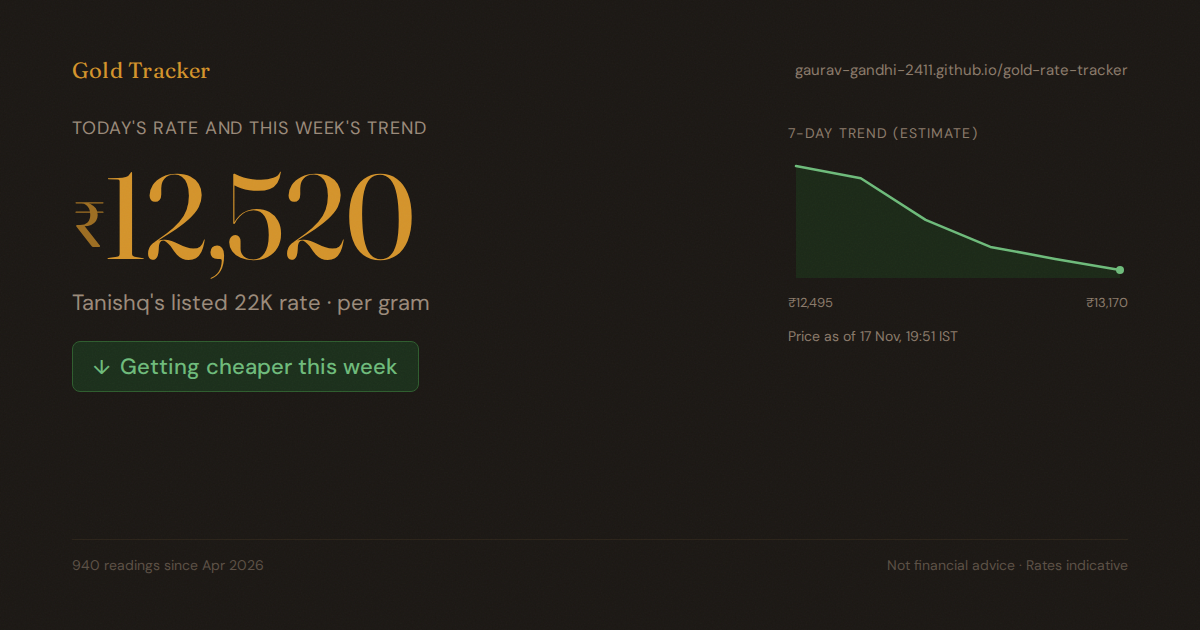 Gold Tracker
gaurav-gandhi-2411.github.io/gold-rate-tracker
TODAY'S RATE AND THIS WEEK'S TREND
₹12,520
Tanishq's listed 22K rate · per gram
↓ Getting cheaper this week
7-DAY TREND (ESTIMATE)
₹12,495
₹13,170
Price as of 17 Nov, 19:51 IST
940 readings since Apr 2026
Not financial advice · Rates indicative